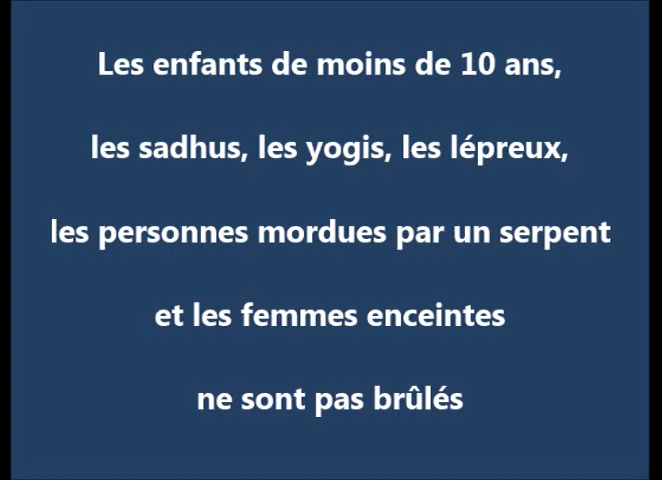 Les enfants de moins de 10 ans,
les sadhus, les yogis, les lépreux,
les personnes mordues par un serpent
et les femmes enceintes
ne sont pas brûlés